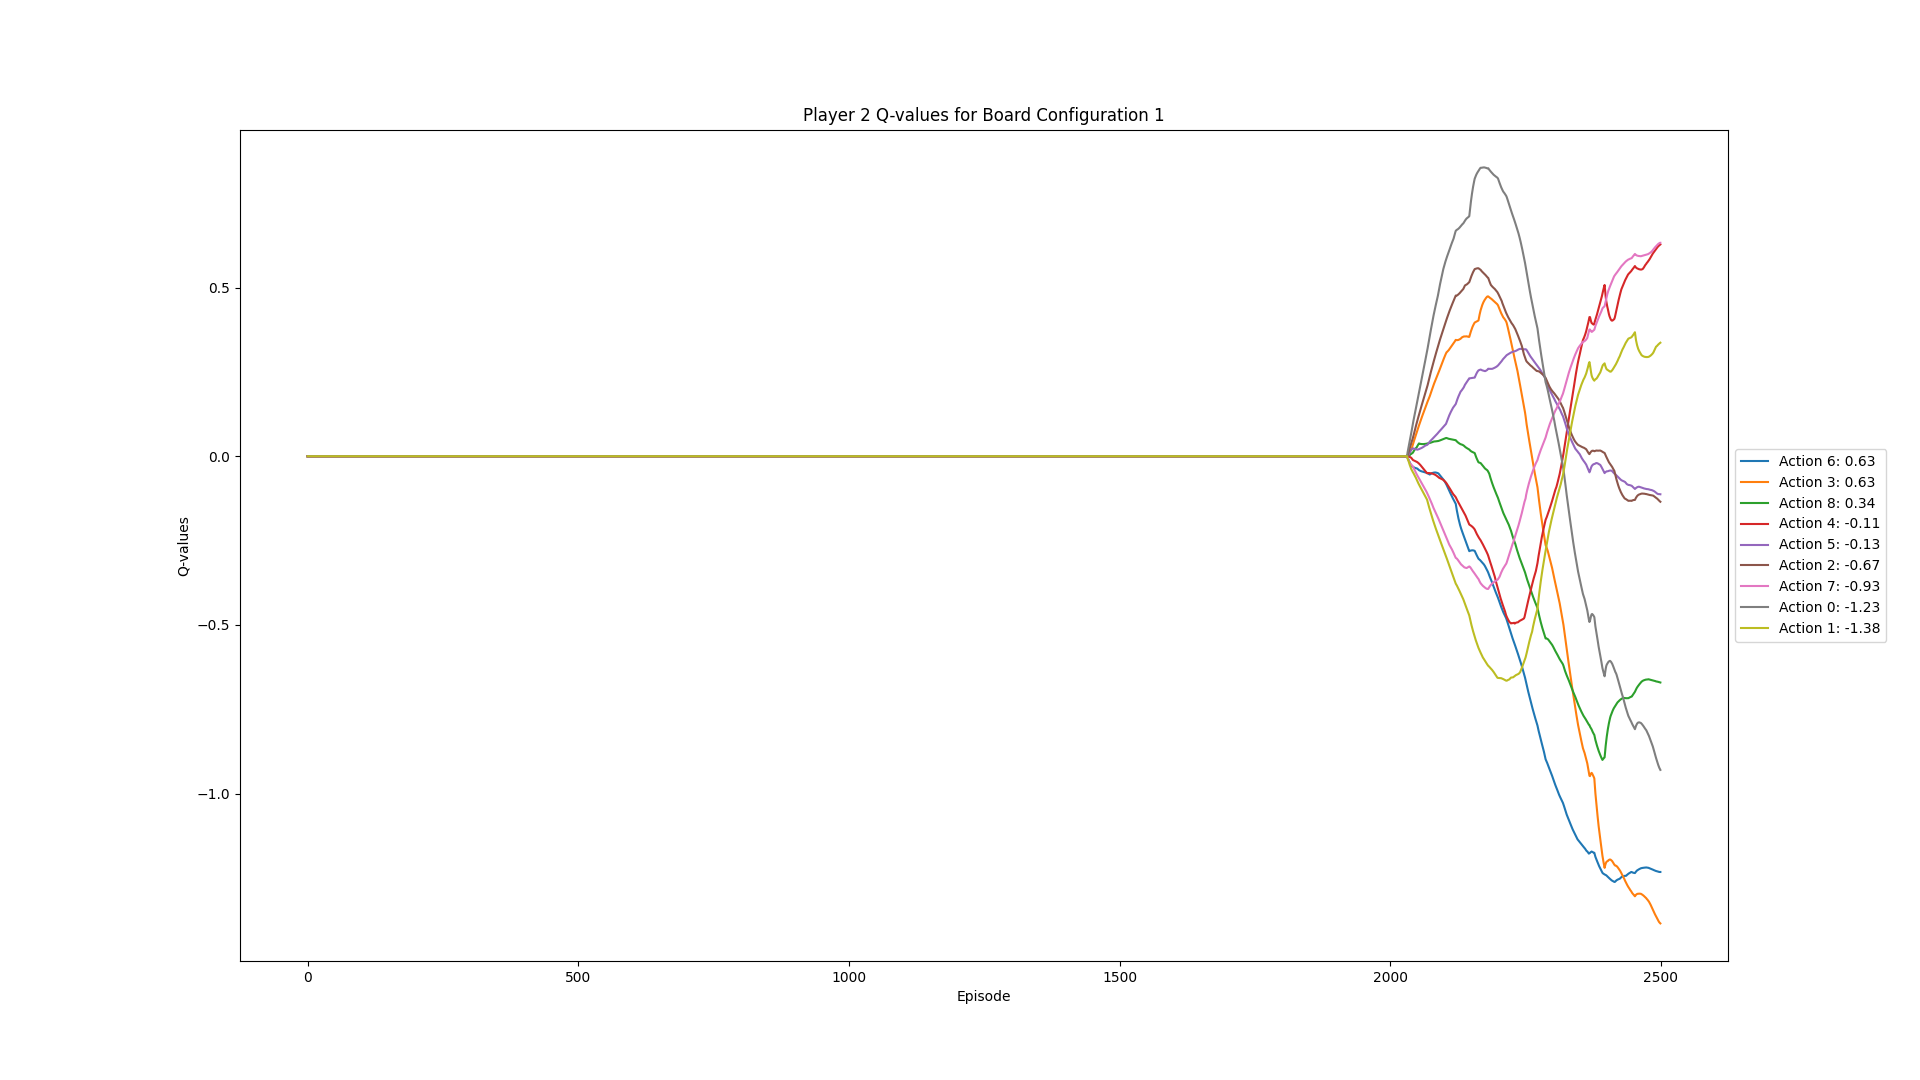 Player 2 Q-values for Board Configuration 1
Q-values
0.5
0.0
−0.5
−1.0
0
500
1000
1500
2000
2500
Episode
Action 6: 0.63
Action 3: 0.63
Action 8: 0.34
Action 4: -0.11
Action 5: -0.13
Action 2: -0.67
Action 7: -0.93
Action 0: -1.23
Action 1: -1.38